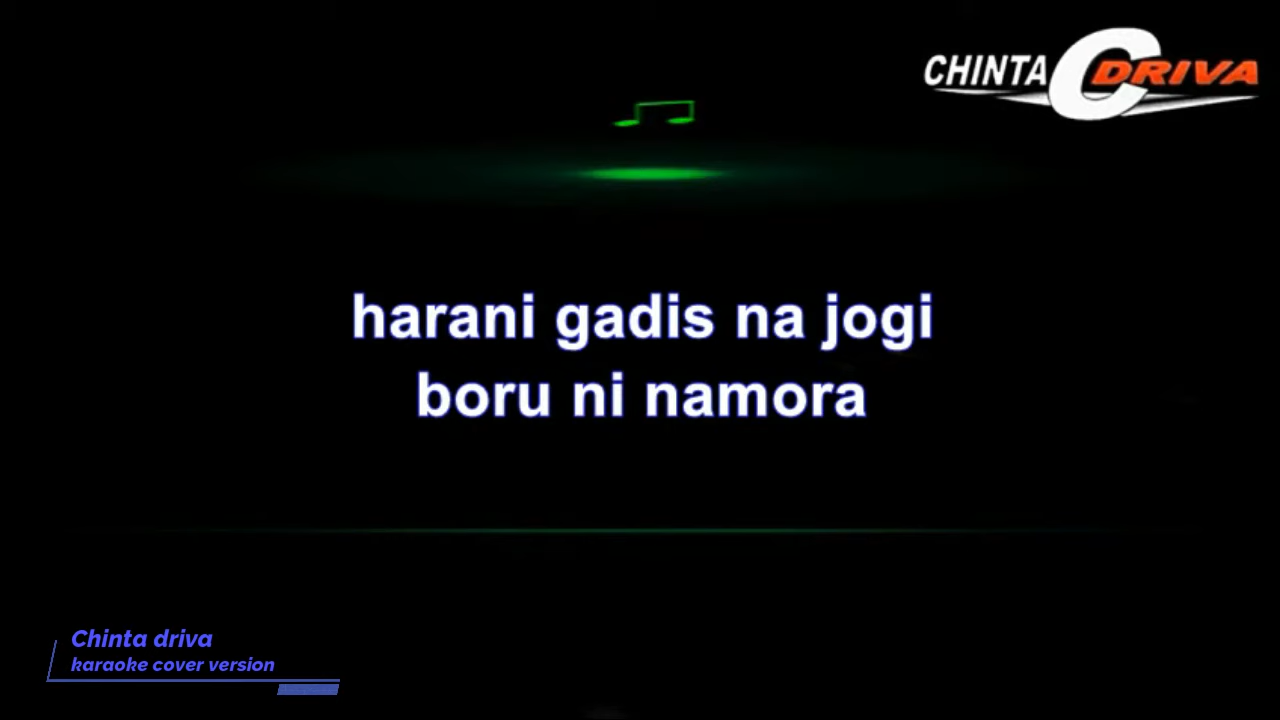 CHINTA C DRIVA
harani gadis na jogi
boru ni namora
Chinta driva
karaoke cover version